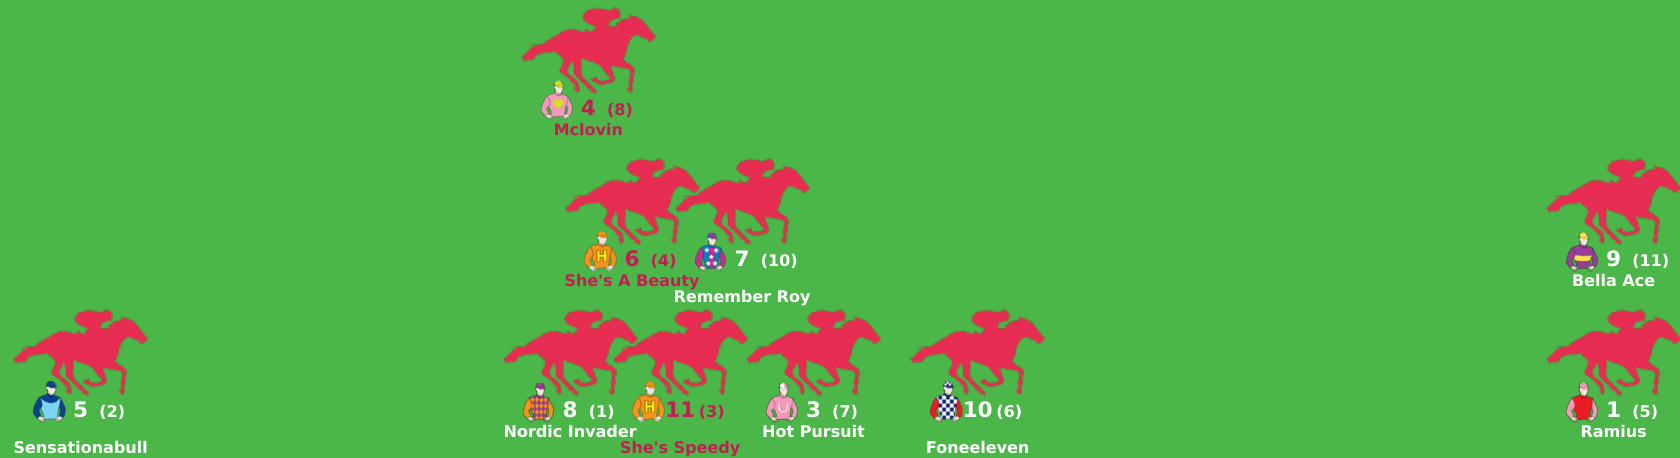 4 (8)
Mclovin
6 (4)
She's A Beauty
7 (10)
Remember Roy
9 (11)
Bella Ace
5 (2)
Sensationabull
8 (1)
Nordic Invader
11 (3)
She's Speedy
3 (7)
Hot Pursuit
10 (6)
Foneeleven
1 (5)
Ramius
H
H